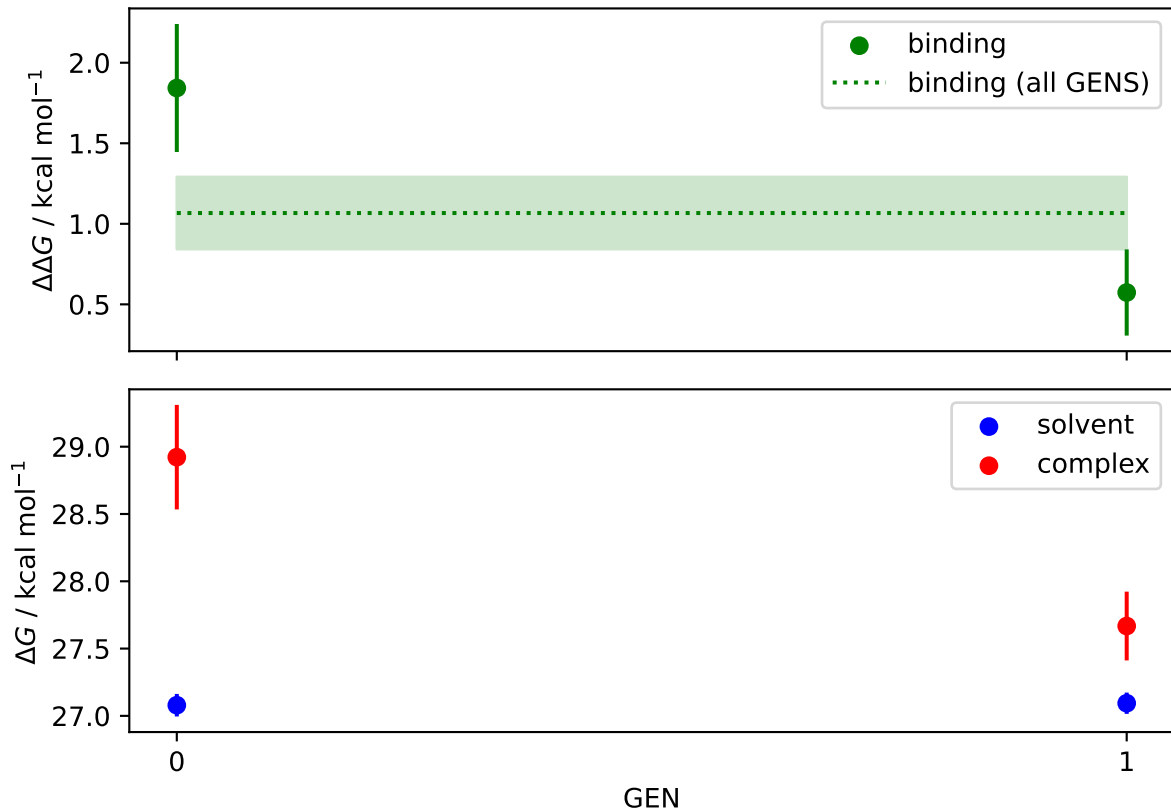 binding
binding (all GENS)
ΔΔG / kcal mol⁻¹
2.0
1.5
1.0
0.5
solvent
complex
ΔG / kcal mol⁻¹
29.0
28.5
28.0
27.5
27.0
0
1
GEN